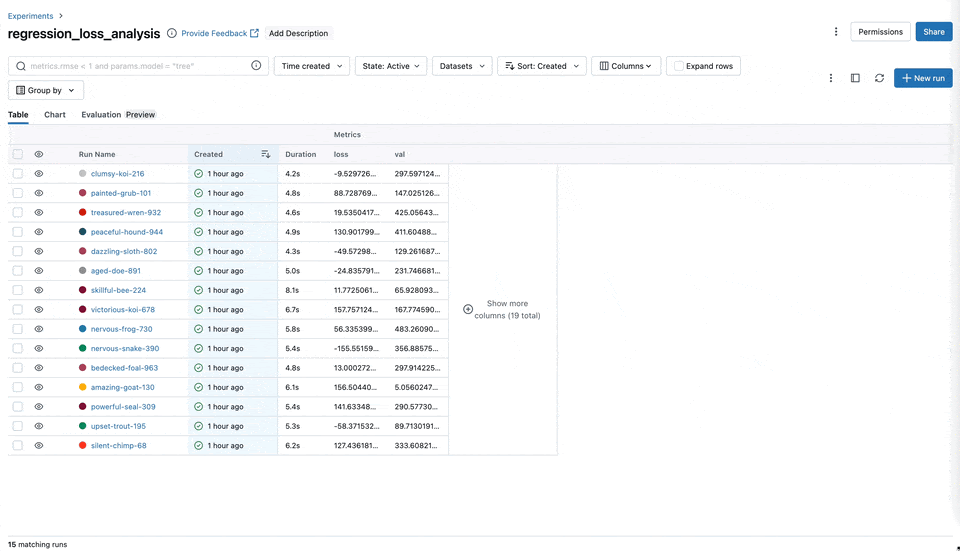 Experiments >
regression_loss_analysis Provide Feedback Add Description
Permissions Share
metrics.rmse < 1 and params.model = "tree" Time created State: Active Datasets Sort: Created Columns Expand rows
+ New run
Group by
Table Chart Evaluation Preview
Metrics
Run Name Created Duration loss val
clumsy-koi-216 1 hour ago 4.2s -9.529726... 297.597124...
painted-grub-101 1 hour ago 4.8s 88.728769... 147.025126...
treasured-wren-932 1 hour ago 4.6s 19.5350417... 425.05643...
peaceful-hound-944 1 hour ago 4.9s 130.901799... 411.60488...
dazzling-sloth-802 1 hour ago 4.3s -49.57298... 129.261687...
aged-doe-891 1 hour ago 5.0s -24.835791... 231.746681...
skillful-bee-224 1 hour ago 8.1s 11.7725061... 65.928093...
victorious-koi-678 1 hour ago 6.7s 157.757124... 167.774590...
nervous-frog-730 1 hour ago 5.8s 56.335399... 483.26090...
nervous-snake-390 1 hour ago 5.4s -155.55159... 356.88575...
bedecked-foal-963 1 hour ago 4.8s 13.000272... 297.914225...
amazing-goat-130 1 hour ago 6.1s 156.50440... 5.0560247...
powerful-seal-309 1 hour ago 5.4s 141.63348... 290.57730...
upset-trout-195 1 hour ago 5.3s -58.371532... 89.7130191...
silent-chimp-68 1 hour ago 6.2s 127.436181... 333.60821...
Show more
columns (19 total)
15 matching runs